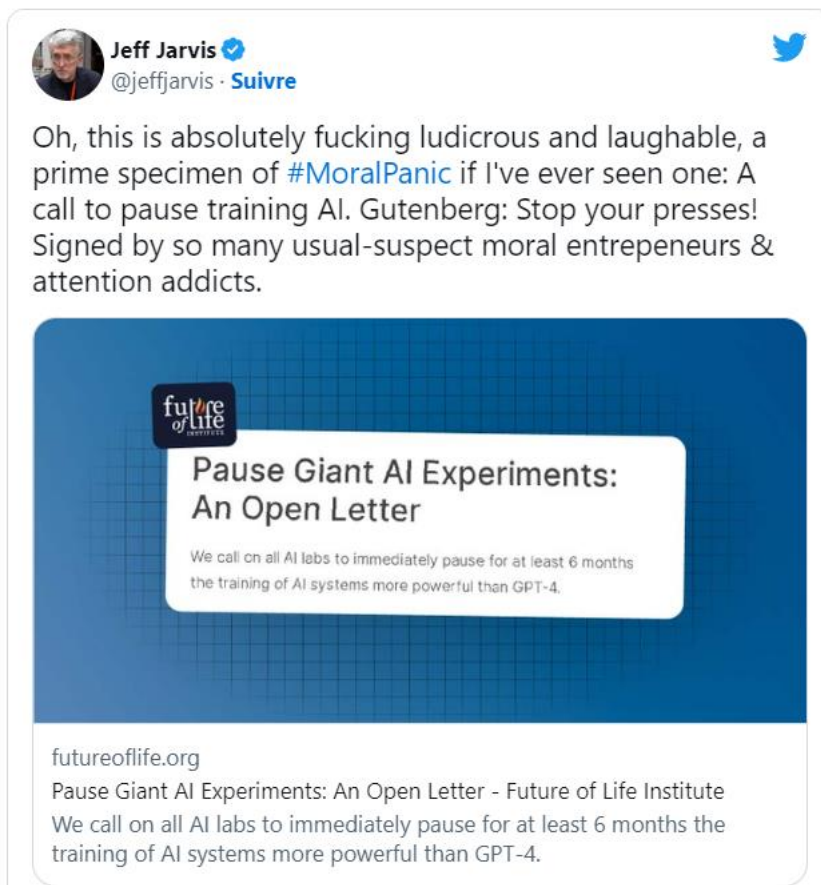 Jeff Jarvis
@jeffjarvis · Suivre
Oh, this is absolutely fucking ludicrous and laughable, a
prime specimen of #MoralPanic if I've ever seen one: A
call to pause training AI. Gutenberg: Stop your presses!
Signed by so many usual-suspect moral entrepeneurs &
attention addicts.
future
of life
INSTITUTE
Pause Giant AI Experiments:
An Open Letter
We call on all AI labs to immediately pause for at least 6 months
the training of AI systems more powerful than GPT-4.
futureoflife.org
Pause Giant AI Experiments: An Open Letter - Future of Life Institute
We call on all AI labs to immediately pause for at least 6 months the
training of AI systems more powerful than GPT-4.